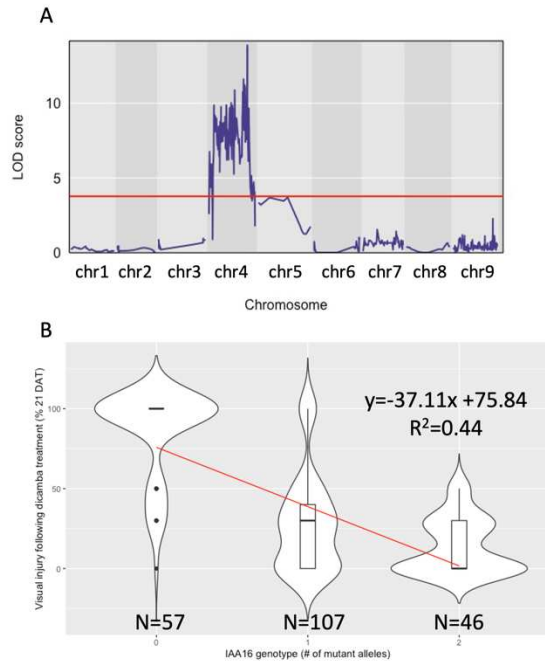 A
LOD score
10
5
0
chr1 chr2 chr3 chr4 chr5 chr6 chr7 chr8 chr9
Chromosome
B
Visual injury following dicamba treatment (% 21 DAT)
100
50
0
y=-37.11x +75.84
R²=0.44
N=57 N=107 N=46
0 1 2
IAA16 genotype (# of mutant alleles)